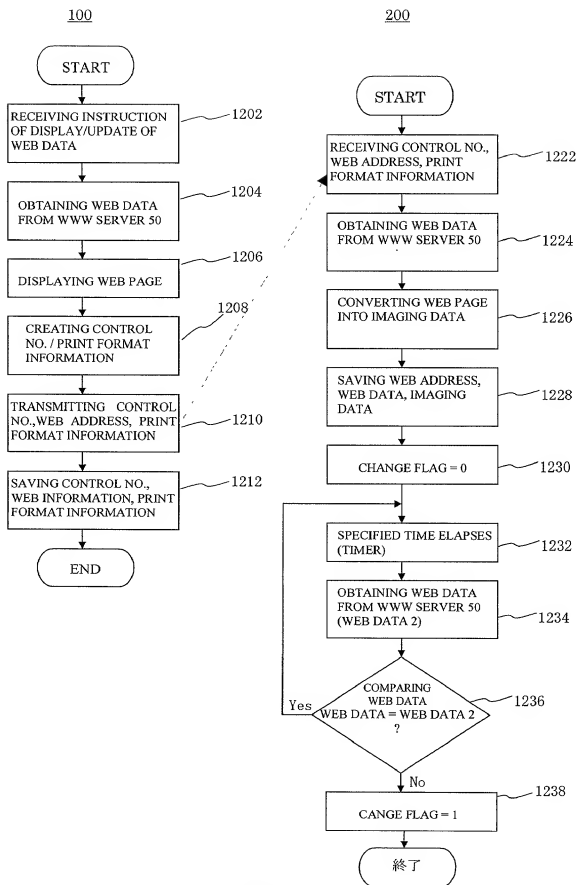 100
START
RECEIVING INSTRUCTION
OF DISPLAY/UPDATE OF
WEB DATA
1202
OBTAINING WEB DATA
FROM WWW SERVER 50
1204
DISPLAYING WEB PAGE
1206
CREATING CONTROL
NO. / PRINT FORMAT
INFORMATION
1208
TRANSMITTING CONTROL
NO.,WEB ADDRESS, PRINT
FORMAT INFORMATION
1210
SAVING CONTROL NO.,
WEB INFORMATION, PRINT
FORMAT INFORMATION
1212
END
200
START
RECEIVING CONTROL NO.,
WEB ADDRESS, PRINT
FORMAT INFORMATION
1222
OBTAINING WEB DATA
FROM WWW SERVER 50
1224
CONVERTING WEB PAGE
INTO IMAGING DATA
1226
SAVING WEB ADDRESS,
WEB DATA, IMAGING
DATA
1228
CHANGE FLAG = 0
1230
SPECIFIED TIME ELAPSES
(TIMER)
1232
OBTAINING WEB DATA
FROM WWW SERVER 50
(WEB DATA 2)
1234
COMPARING
WEB DATA
WEB DATA = WEB DATA 2
?
1236
Yes
No
CANGE FLAG = 1
1238
終了